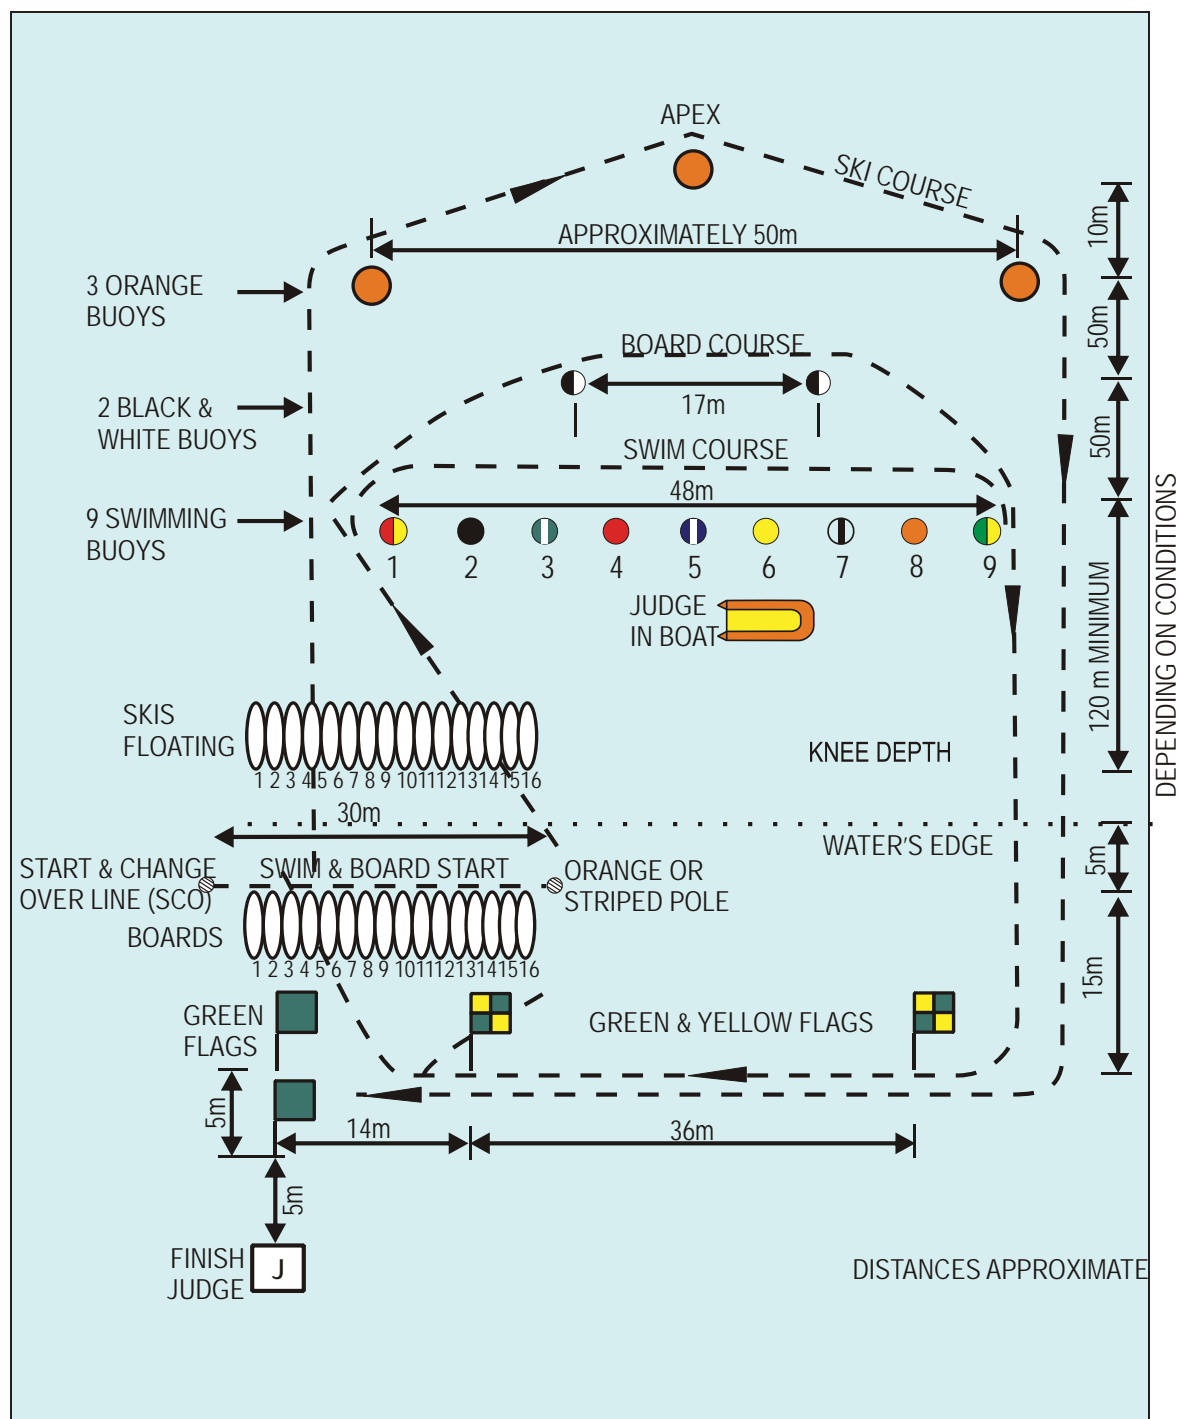 APEX
SKI COURSE
10m
APPROXIMATELY 50m
3 ORANGE
BUOYS
50m
BOARD COURSE
17m
2 BLACK &
WHITE BUOYS
50m
SWIM COURSE
48m
9 SWIMMING
BUOYS
1 2 3 4 5 6 7 8 9
JUDGE
IN BOAT
120 m MINIMUM
DEPENDING ON CONDITIONS
SKIS
FLOATING
1 2 3 4 5 6 7 8 9 10 11 12 13 14 15 16
KNEE DEPTH
30m
WATER'S EDGE
5m
START & CHANGE
OVER LINE (SCO)
SWIM & BOARD START
ORANGE OR
STRIPED POLE
BOARDS
1 2 3 4 5 6 7 8 9 10 11 12 13 14 15 16
15m
GREEN
FLAGS
GREEN & YELLOW FLAGS
5m
14m
36m
5m
FINISH
JUDGE
J
DISTANCES APPROXIMATE